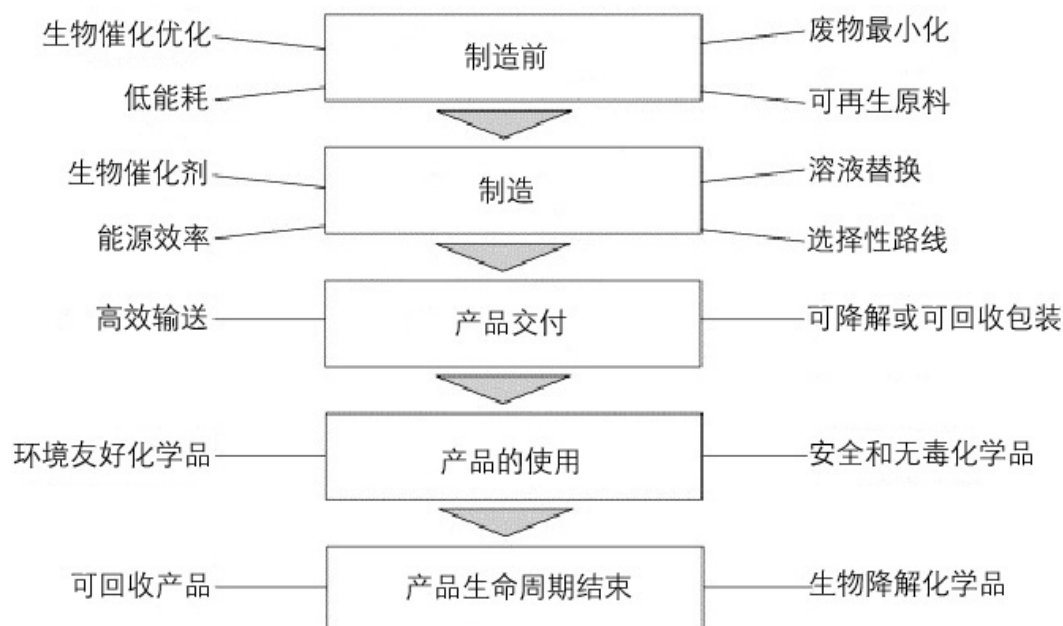 生物催化优化
制造前
废物最小化
低能耗
可再生原料
生物催化剂
制造
溶液替换
能源效率
选择性路线
高效输送
产品交付
可降解或可回收包装
环境友好化学品
产品的使用
安全和无毒化学品
可回收产品
产品生命周期结束
生物降解化学品